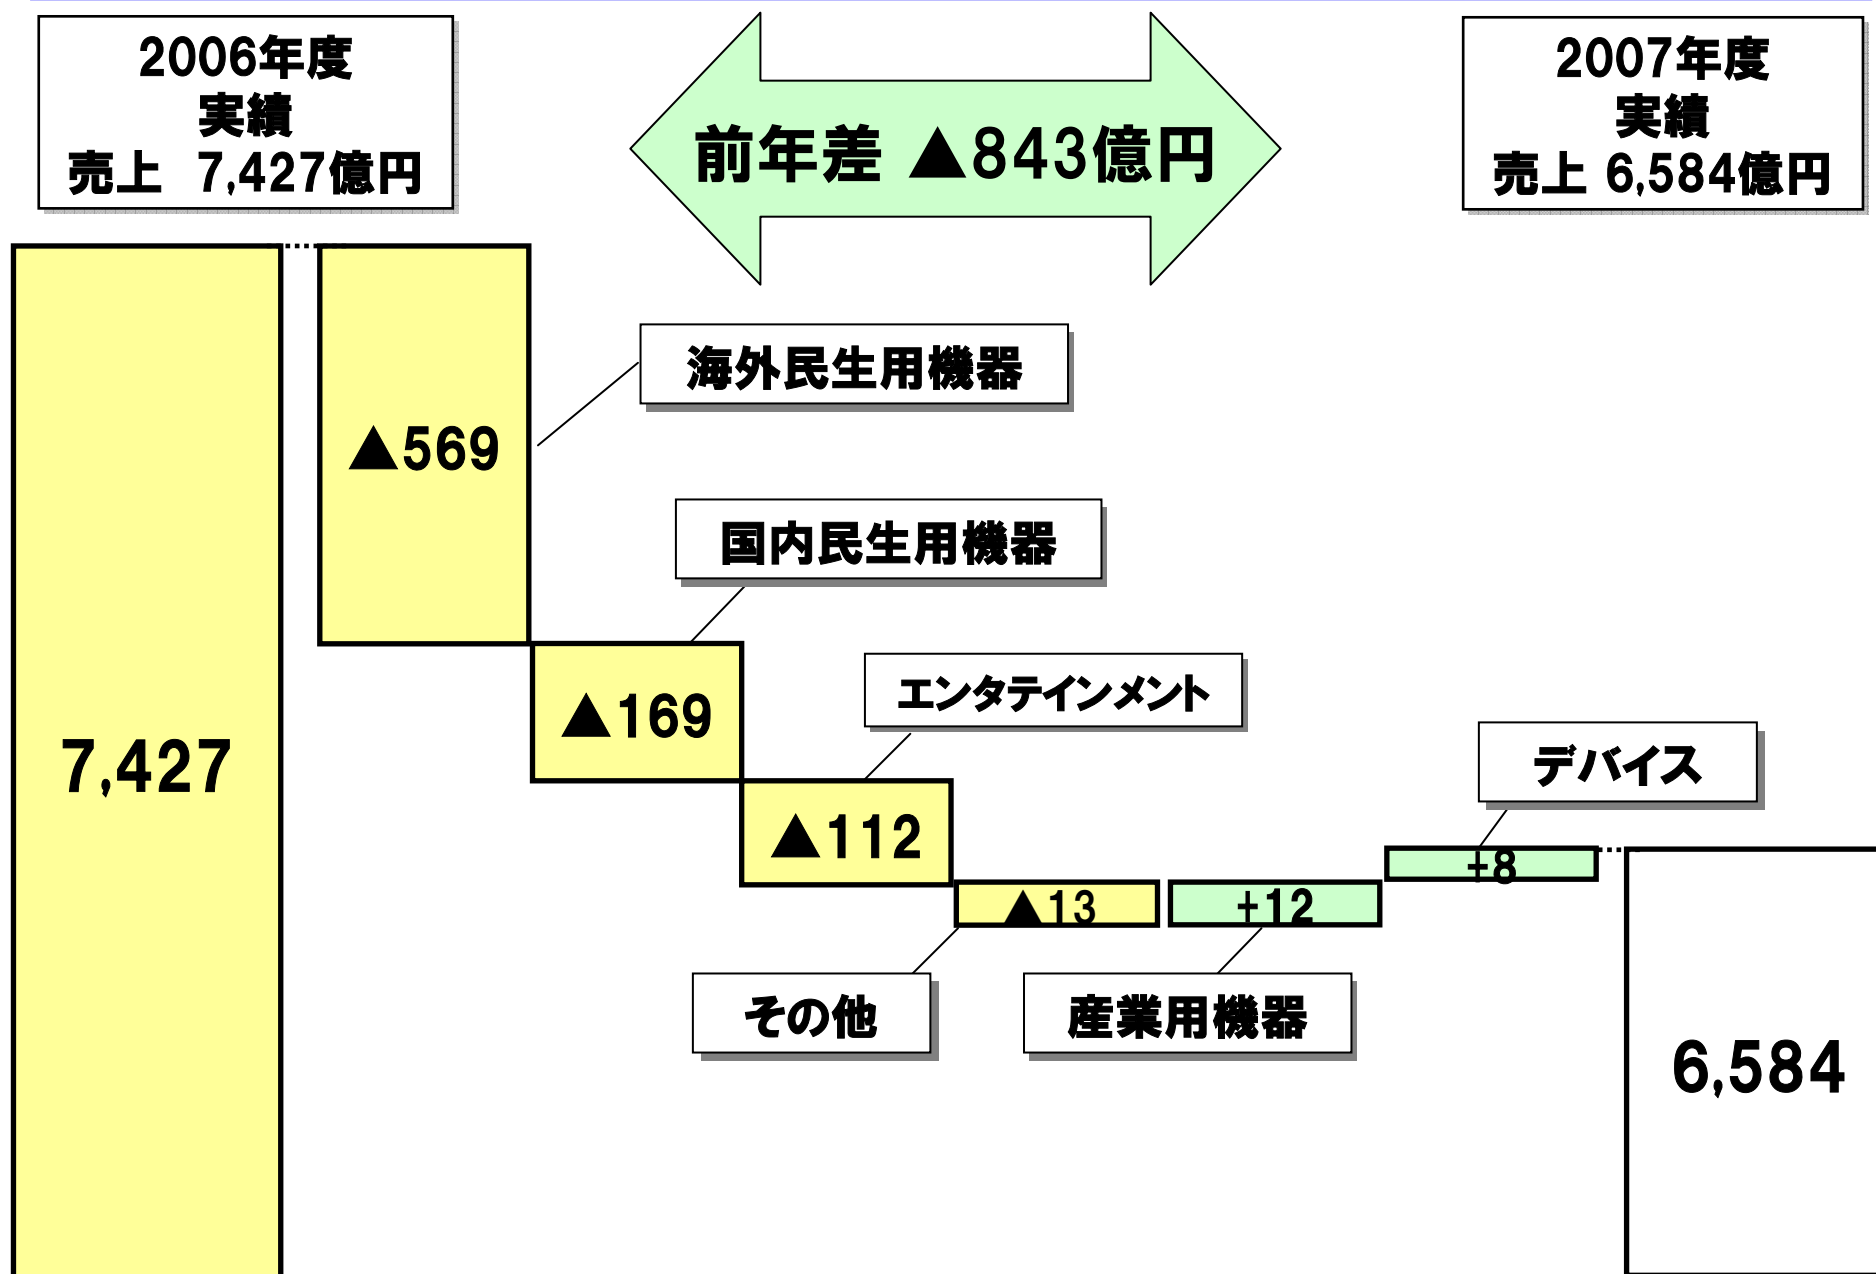 2006年度
実績
売上 7,427億円
前年差 ▲843億円
2007年度
実績
売上 6,584億円
海外民生用機器
▲569
国内民生用機器
▲169
エンタテインメント
▲112
7,427
デバイス
+8
▲13
+12
その他
産業用機器
6,584